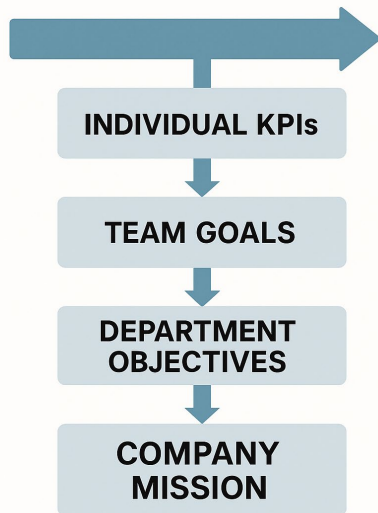 INDIVIDUAL KPIs
TEAM GOALS
DEPARTMENT
OBJECTIVES
COMPANY
MISSION